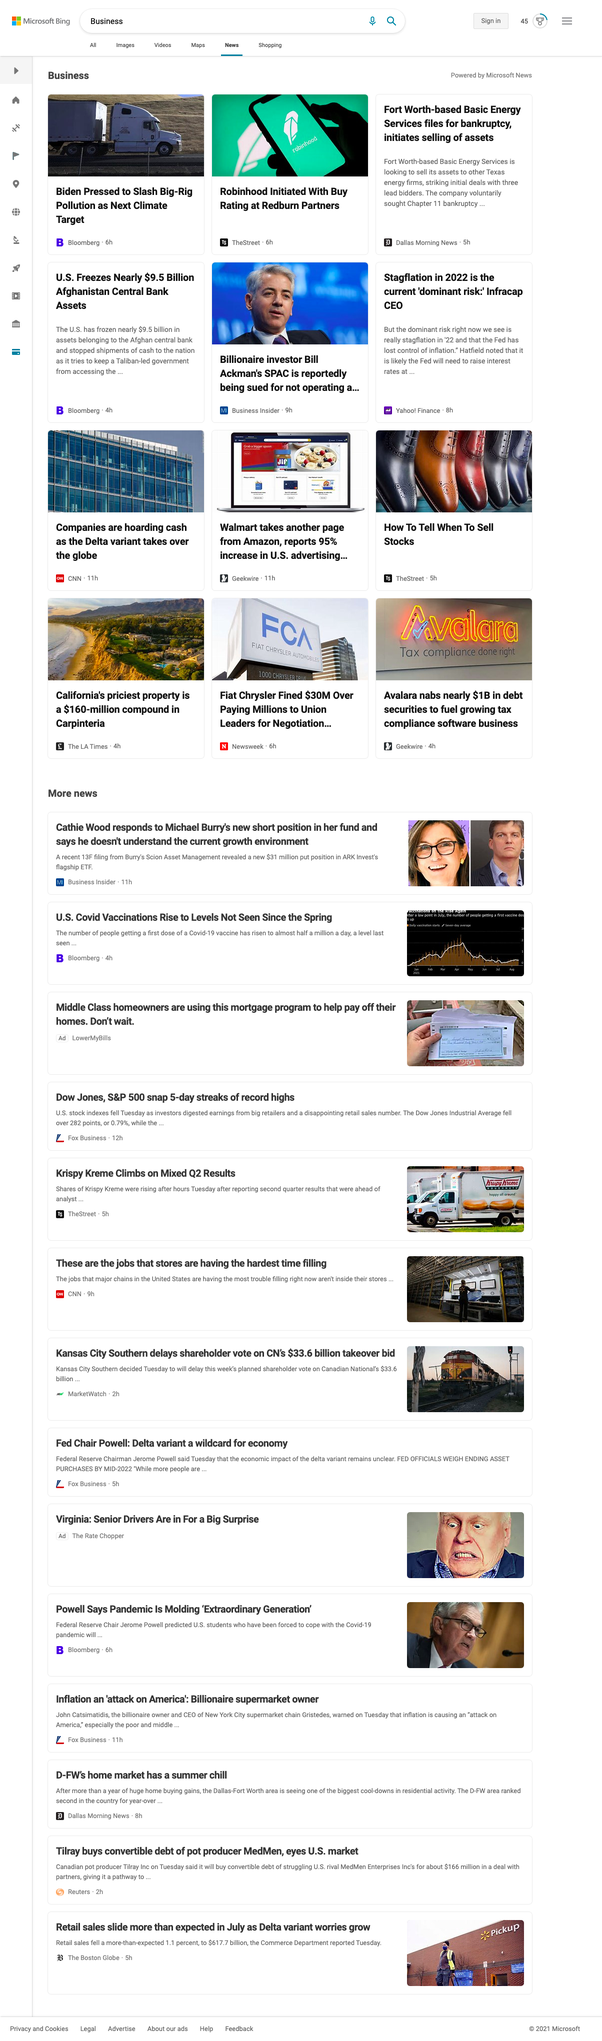 Microsoft Bing
Business
Sign in
45
All
Images
Videos
Maps
News
Shopping
Business
Powered by Microsoft News
Biden Pressed to Slash Big-Rig
Pollution as Next Climate
Target
Bloomberg · 6h
robinhood
Robinhood Initiated With Buy
Rating at Redburn Partners
TheStreet · 6h
Fort Worth-based Basic Energy
Services files for bankruptcy,
initiates selling of assets
Fort Worth-based Basic Energy Services is
looking to sell its assets to other Texas
energy firms, striking initial deals with three
lead bidders. The company voluntarily
sought Chapter 11 bankruptcy ...
Dallas Morning News · 5h
U.S. Freezes Nearly $9.5 Billion
Afghanistan Central Bank
Assets
The U.S. has frozen nearly $9.5 billion in
assets belonging to the Afghan central bank
and stopped shipments of cash to the nation
as it tries to keep a Taliban-led government
from accessing the ...
Bloomberg · 4h
Billionaire investor Bill
Ackman's SPAC is reportedly
being sued for not operating a...
Business Insider · 9h
Stagflation in 2022 is the
current 'dominant risk:' Infracap
CEO
But the dominant risk right now we see is
really stagflation in '22 and that the Fed has
lost control of inflation." Hatfield noted that it
is likely the Fed will need to raise interest
rates at ...
Yahoo! Finance · 8h
Companies are hoarding cash
as the Delta variant takes over
the globe
CNN · 11h
Walmart takes another page
from Amazon, reports 95%
increase in U.S. advertising...
Geekwire · 11h
How To Tell When To Sell
Stocks
TheStreet · 5h
California's priciest property is
a $160-million compound in
Carpinteria
The LA Times · 4h
FCA
FIAT CHRYSLER AUTOMOBILES
1000 CHRYSLER DRIVE
Fiat Chrysler Fined $30M Over
Paying Millions to Union
Leaders for Negotiation...
Newsweek · 6h
Avalara
Tax compliance done right
Avalara nabs nearly $1B in debt
securities to fuel growing tax
compliance software business
Geekwire · 4h
More news
Cathie Wood responds to Michael Burry's new short position in her fund and
says he doesn't understand the current growth environment
A recent 13F filing from Burry's Scion Asset Management revealed a new $31 million put position in ARK Invest's
flagship ETF.
Business Insider · 11h
U.S. Covid Vaccinations Rise to Levels Not Seen Since the Spring
The number of people getting a first dose of a Covid-19 vaccine has risen to almost half a million a day, a level last
seen ...
Bloomberg · 4h
Middle Class homeowners are using this mortgage program to help pay off their
homes. Don't wait.
Ad LowerMyBills
Dow Jones, S&P 500 snap 5-day streaks of record highs
U.S. stock indexes fell Tuesday as investors digested earnings from big retailers and a disappointing retail sales number. The Dow Jones Industrial Average fell
over 282 points, or 0.79%, while the ...
Fox Business · 12h
Krispy Kreme Climbs on Mixed Q2 Results
Shares of Krispy Kreme were rising after hours Tuesday after reporting second quarter results that were ahead of
analyst ...
TheStreet · 5h
Krispy Kreme
These are the jobs that stores are having the hardest time filling
The jobs that major chains in the United States are having the most trouble filling right now aren't inside their stores ...
CNN · 9h
Kansas City Southern delays shareholder vote on CN's $33.6 billion takeover bid
Kansas City Southern decided Tuesday to will delay this week's planned shareholder vote on Canadian National's $33.6
billion ...
MarketWatch · 2h
Fed Chair Powell: Delta variant a wildcard for economy
Federal Reserve Chairman Jerome Powell said Tuesday that the economic impact of the delta variant remains unclear. FED OFFICIALS WEIGH ENDING ASSET
PURCHASES BY MID-2022 "While more people are ...
Fox Business · 5h
Virginia: Senior Drivers Are in For a Big Surprise
Ad The Rate Chopper
Powell Says Pandemic Is Molding 'Extraordinary Generation'
Federal Reserve Chair Jerome Powell predicted U.S. students who have been forced to cope with the Covid-19
pandemic will ...
Bloomberg · 6h
Inflation an 'attack on America': Billionaire supermarket owner
John Catsimatidis, the billionaire owner and CEO of New York City supermarket chain Gristedes, warned on Tuesday that inflation is causing an "attack on
America," especially the poor and middle ...
Fox Business · 11h
D-FW's home market has a summer chill
After more than a year of huge home buying gains, the Dallas-Fort Worth area is seeing one of the biggest cool-downs in residential activity. The D-FW area ranked
second in the country for year-over ...
Dallas Morning News · 8h
Tilray buys convertible debt of pot producer MedMen, eyes U.S. market
Canadian pot producer Tilray Inc on Tuesday said it will buy convertible debt of struggling U.S. rival MedMen Enterprises Inc's for about $166 million in a deal with
partners, giving it a pathway to ...
Reuters · 2h
Retail sales slide more than expected in July as Delta variant worries grow
Retail sales fell a more-than-expected 1.1 percent, to $617.7 billion, the Commerce Department reported Tuesday.
The Boston Globe · 5h
Pickup
Privacy and Cookies
Legal
Advertise
About our ads
Help
Feedback
© 2021 Microsoft